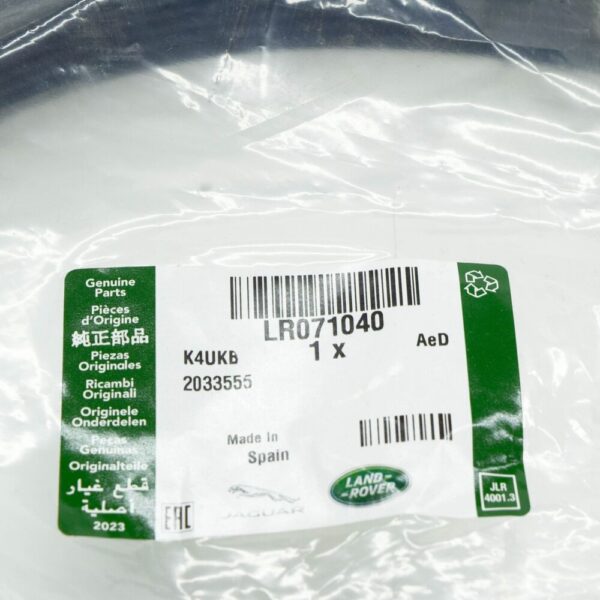 Genuine
Parts
Pièces
d'Origine
純正部品
Piezas
Originales
Ricambi
Originali
Originele
Onderdelen
Peças
Genuinas
Originalteile
قطع غيار
أصلية
2023
LR071040
1 x
AeD
K4UKB
2033555
Made In
Spain
EAC
JAGUAR
LAND-
-ROVER
JLR
4001.3